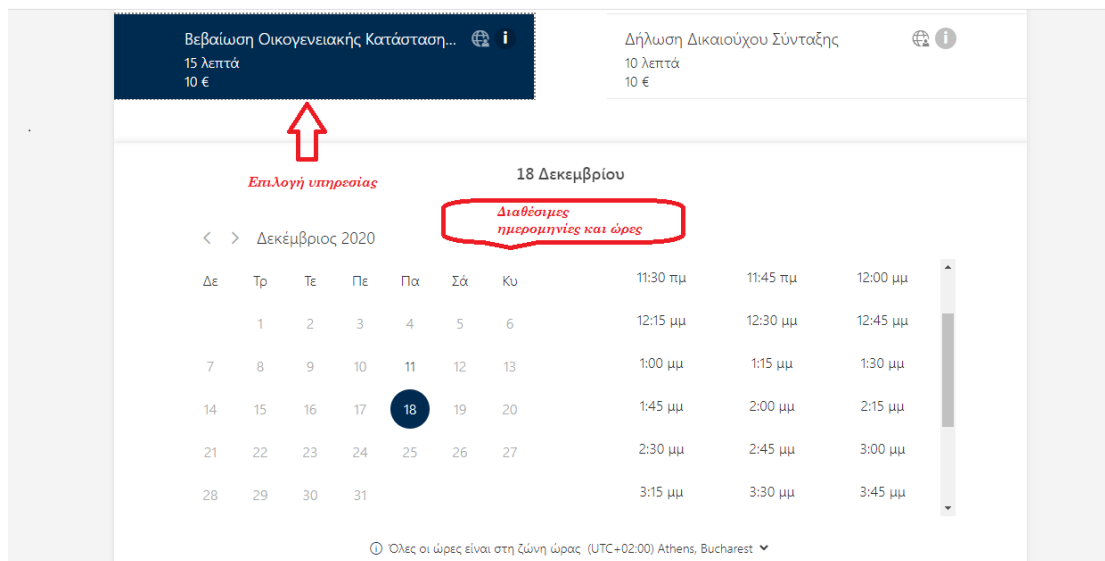 Βεβαίωση Οικογενειακής Κατάσταση...
15 λεπτά
10 €
Δήλωση Δικαιούχου Σύνταξης
10 λεπτά
10 €
Επιλογή υπηρεσίας
18 Δεκεμβρίου
Διαθέσιμες
ημερομηνίες και ώρες
Δεκέμβριος 2020
Δε Τρ Τε Πε Πα Σά Κυ
1 2 3 4 5 6
7 8 9 10 11 12 13
14 15 16 17 18 19 20
21 22 23 24 25 26 27
28 29 30 31
11:30 πμ 11:45 πμ 12:00 μμ
12:15 μμ 12:30 μμ 12:45 μμ
1:00 μμ 1:15 μμ 1:30 μμ
1:45 μμ 2:00 μμ 2:15 μμ
2:30 μμ 2:45 μμ 3:00 μμ
3:15 μμ 3:30 μμ 3:45 μμ
Όλες οι ώρες είναι στη ζώνη ώρας (UTC+02:00) Athens, Bucharest